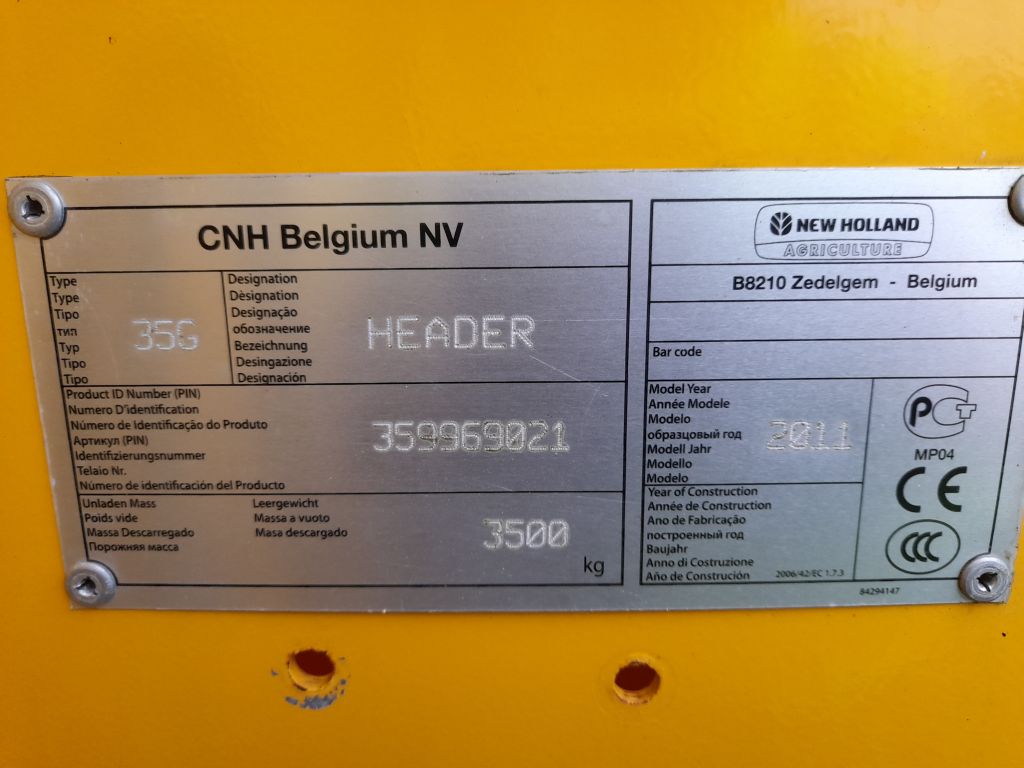 CNH Belgium NV
Type
Type
Tipo
тип
Typ
Tipo
Tipo
35G
Designation
Dèsignation
Designação
обозначение
Bezeichnung
Desingazione
Designación
HEADER
Product ID Number (PIN)
Numero D'identification
Número de Identificação do Produto
Артикул (PIN)
Identifizierungsnummer
Telaio Nr.
Número de identificación del Producto
359969021
Unladen Mass
Poids vide
Massa Descarregado
Порожняя масса
Leergewicht
Massa a vuoto
Masa descargado
3500
kg
NEW HOLLAND
AGRICULTURE
B8210 Zedelgem - Belgium
Bar code
Model Year
Année Modele
Modelo
образцовый год
Modell Jahr
Modello
Modelo
2011
Year of Construction
Année de Construction
Ano de Fabricação
построенный год
Baujahr
Anno di Costruzione
Año de Construción
2006/42/EC 1.7.3
РСТ
MP04
CE
CCC
84294147